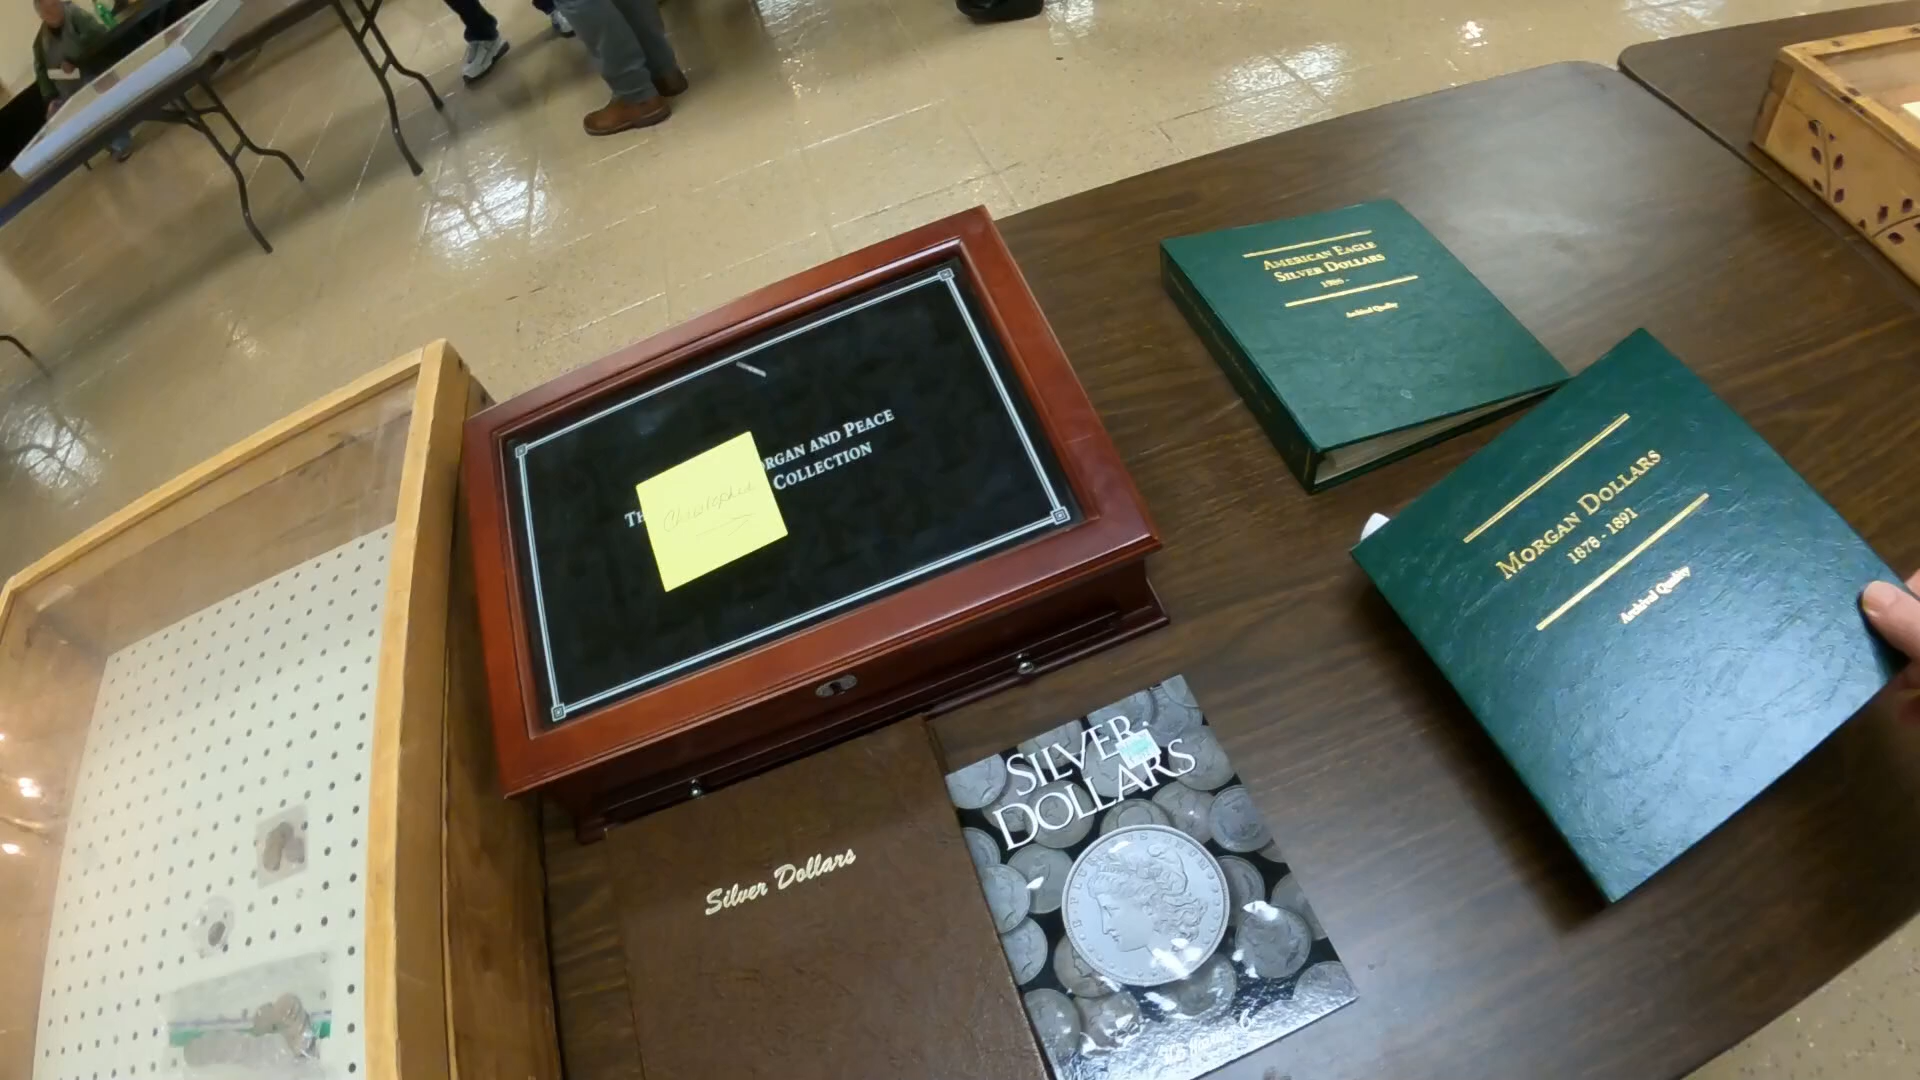 AMERICAN EAGLE
SILVER DOLLARS
1986 -
Archival Quality
MORGAN AND PEACE
COLLECTION
Christopher
MORGAN DOLLARS
1878 - 1891
Archival Quality
SILVER
DOLLARS
Silver Dollars